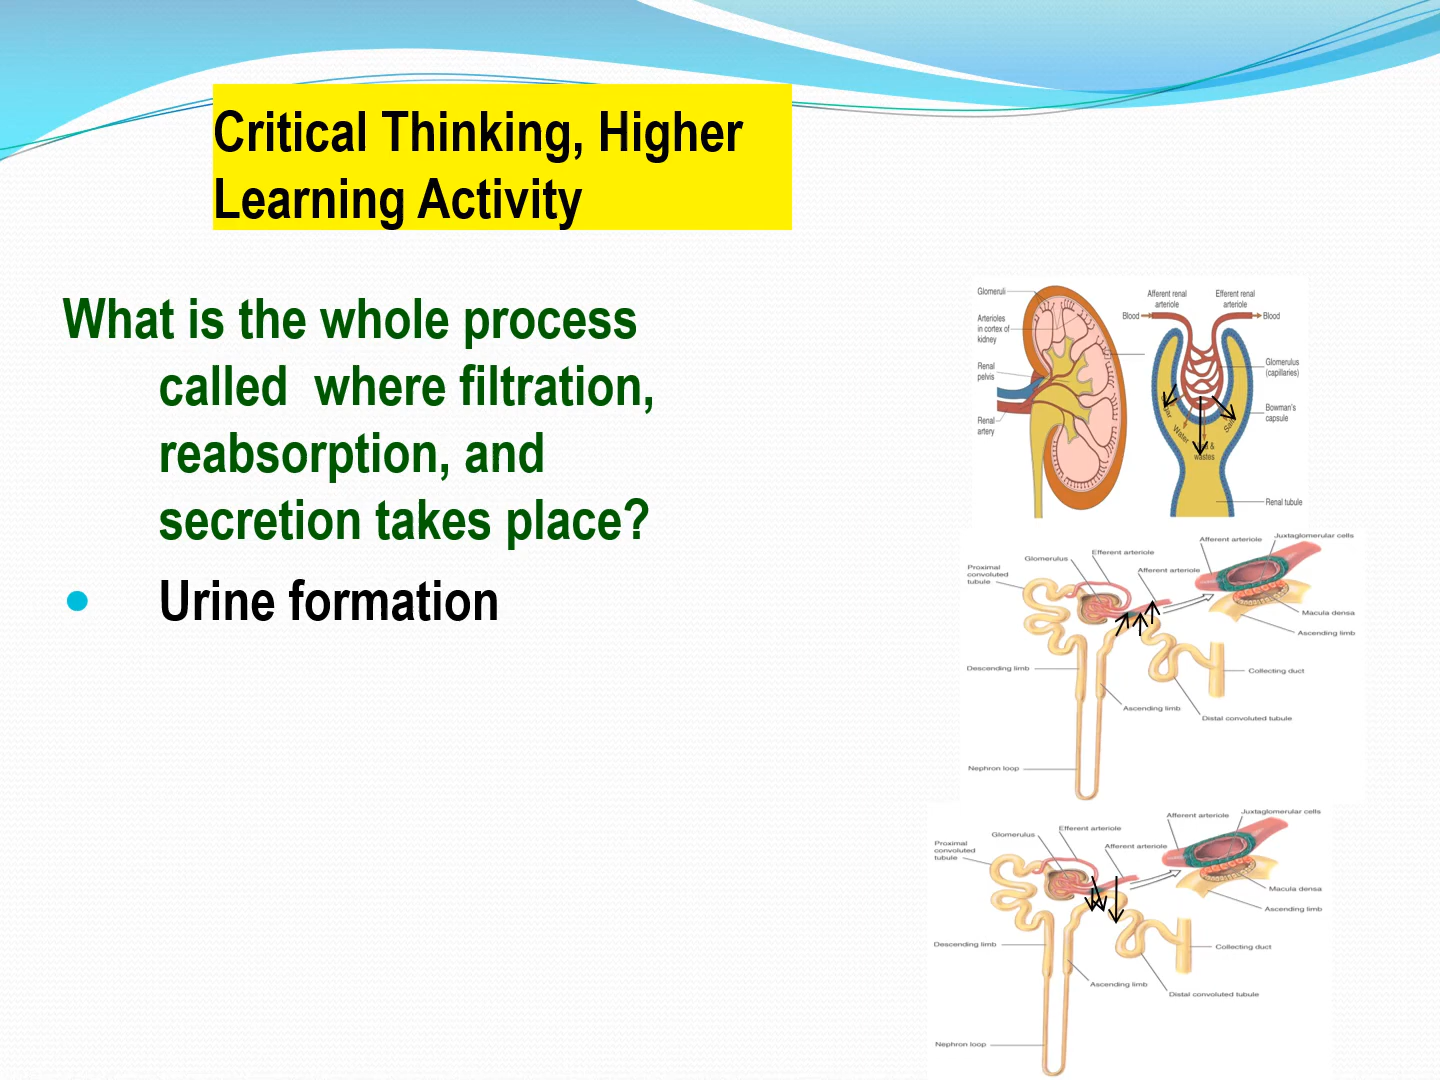 Critical Thinking, Higher
Learning Activity
What is the whole process
called  where filtration,
reabsorption, and
secretion takes place?
Urine formation
Glomeruli
Arterioles
in cortex of
kidney
Renal
pelvis
Renal
artery
Afferent renal
arteriole
Efferent renal
arteriole
Blood
Blood
Glomerulus
(capillaries)
Bowman's
capsule
Water
&
wastes
Renal tubule
Afferent arteriole
Juxtaglomerular cells
Efferent arteriole
Glomerulus
Afferent arteriole
Proximal
convoluted
tubule
Macula densa
Ascending limb
Descending limb
Collecting duct
Ascending limb
Distal convoluted tubule
Nephron loop
Afferent arteriole
Juxtaglomerular cells
Efferent arteriole
Glomerulus
Afferent arteriole
Proximal
convoluted
tubule
Macula densa
Ascending limb
Descending limb
Collecting duct
Ascending limb
Distal convoluted tubule
Nephron loop